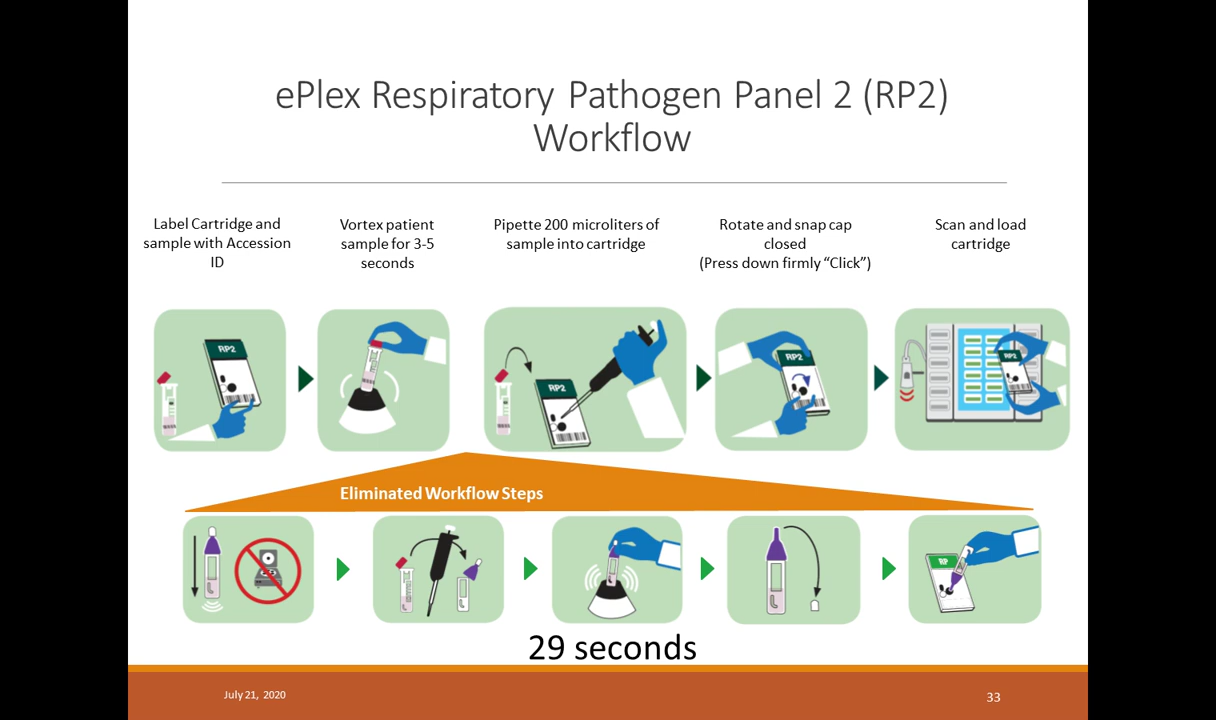 ePlex Respiratory Pathogen Panel 2 (RP2)
Workflow
Label Cartridge and
sample with Accession
ID
Vortex patient
sample for 3-5
seconds
Pipette 200 microliters of
sample into cartridge
Rotate and snap cap
closed
(Press down firmly “Click”)
Scan and load
cartridge
RP2
RP2
RP2
RP2
Eliminated Workflow Steps
RP
29 seconds
July 21, 2020
33